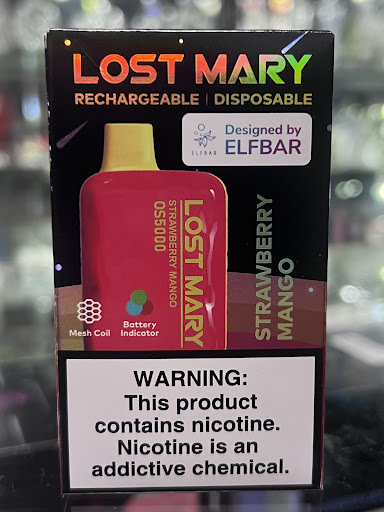 LOST MARY
RECHARGEABLE | DISPOSABLE
ELFBAR
Designed by
ELFBAR
LOST MARY
STRAWBERRY MANGO
OS5000
STRAWBERRY
MANGO
Mesh Coil
Battery
Indicator
WARNING:
This product
contains nicotine.
Nicotine is an
addictive chemical.